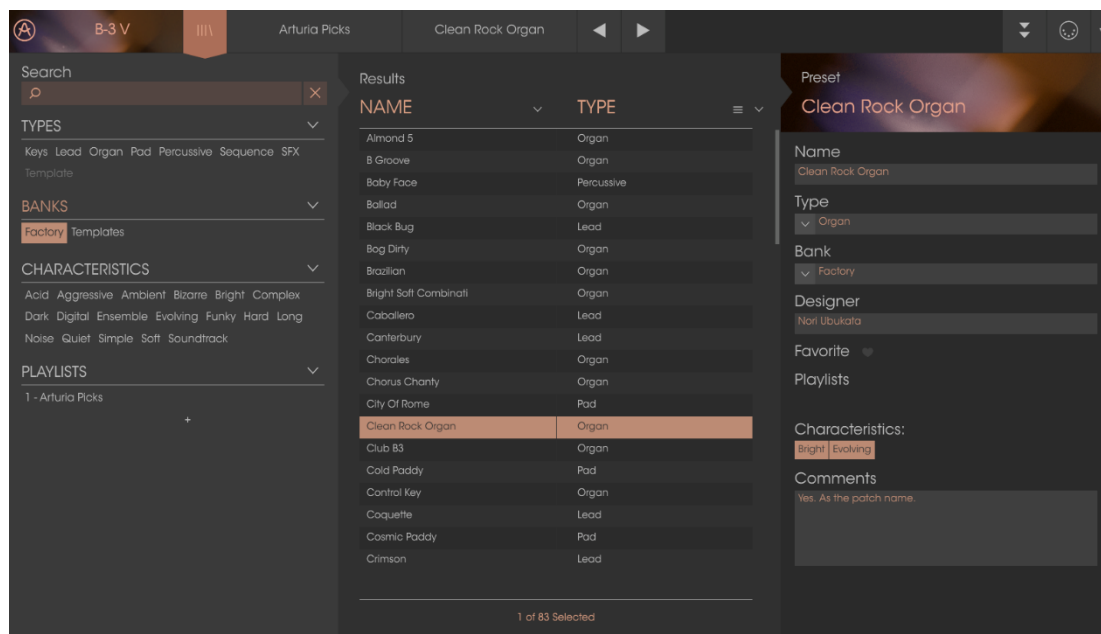 B-3 V
Arturia Picks
Clean Rock Organ
Search
TYPES
Keys Lead Organ Pad Percussive Sequence SFX
Template
BANKS
Factory Templates
CHARACTERISTICS
Acid Aggressive Ambient Bizarre Bright Complex
Dark Digital Ensemble Evolving Funky Hard Long
Noise Quiet Simple Soft Soundtrack
PLAYLISTS
1 - Arturia Picks
+
Results
NAME TYPE
Almond 5 Organ
B Groove Organ
Baby Face Percussive
Ballad Organ
Black Bug Lead
Bog Dirty Organ
Brazilian Organ
Bright Soft Combinati Organ
Caballero Lead
Canterbury Lead
Chorales Organ
Chorus Chanty Organ
City Of Rome Pad
Clean Rock Organ Organ
Club B3 Organ
Cold Paddy Pad
Control Key Organ
Coquette Lead
Cosmic Paddy Pad
Crimson Lead
1 of 83 Selected
Preset
Clean Rock Organ
Name
Clean Rock Organ
Type
Organ
Bank
Factory
Designer
Nori Ubukata
Favorite
Playlists
Characteristics:
Bright Evolving
Comments
Yes. As the patch name.